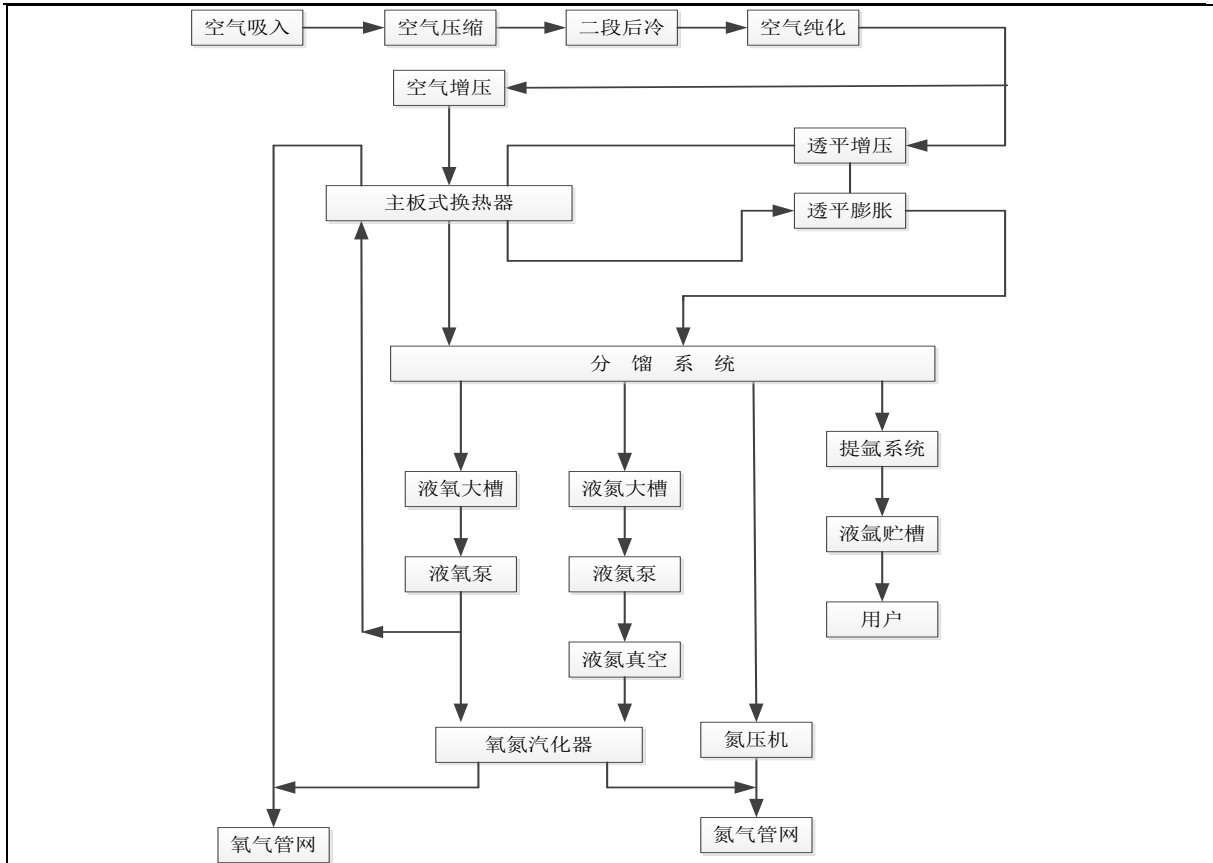 空气吸入
空气压缩
二段后冷
空气纯化
空气增压
透平增压
主板式换热器
透平膨胀
分馏系统
提氩系统
液氧大槽
液氮大槽
液氩贮槽
液氧泵
液氮泵
用户
液氮真空
氧氮汽化器
氮压机
氧气管网
氮气管网